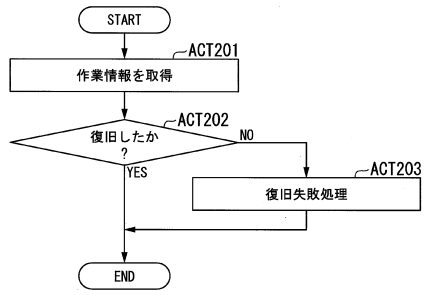 START
ACT201
作業情報を取得
ACT202
復旧したか
?
NO
YES
ACT203
復旧失敗処理
END